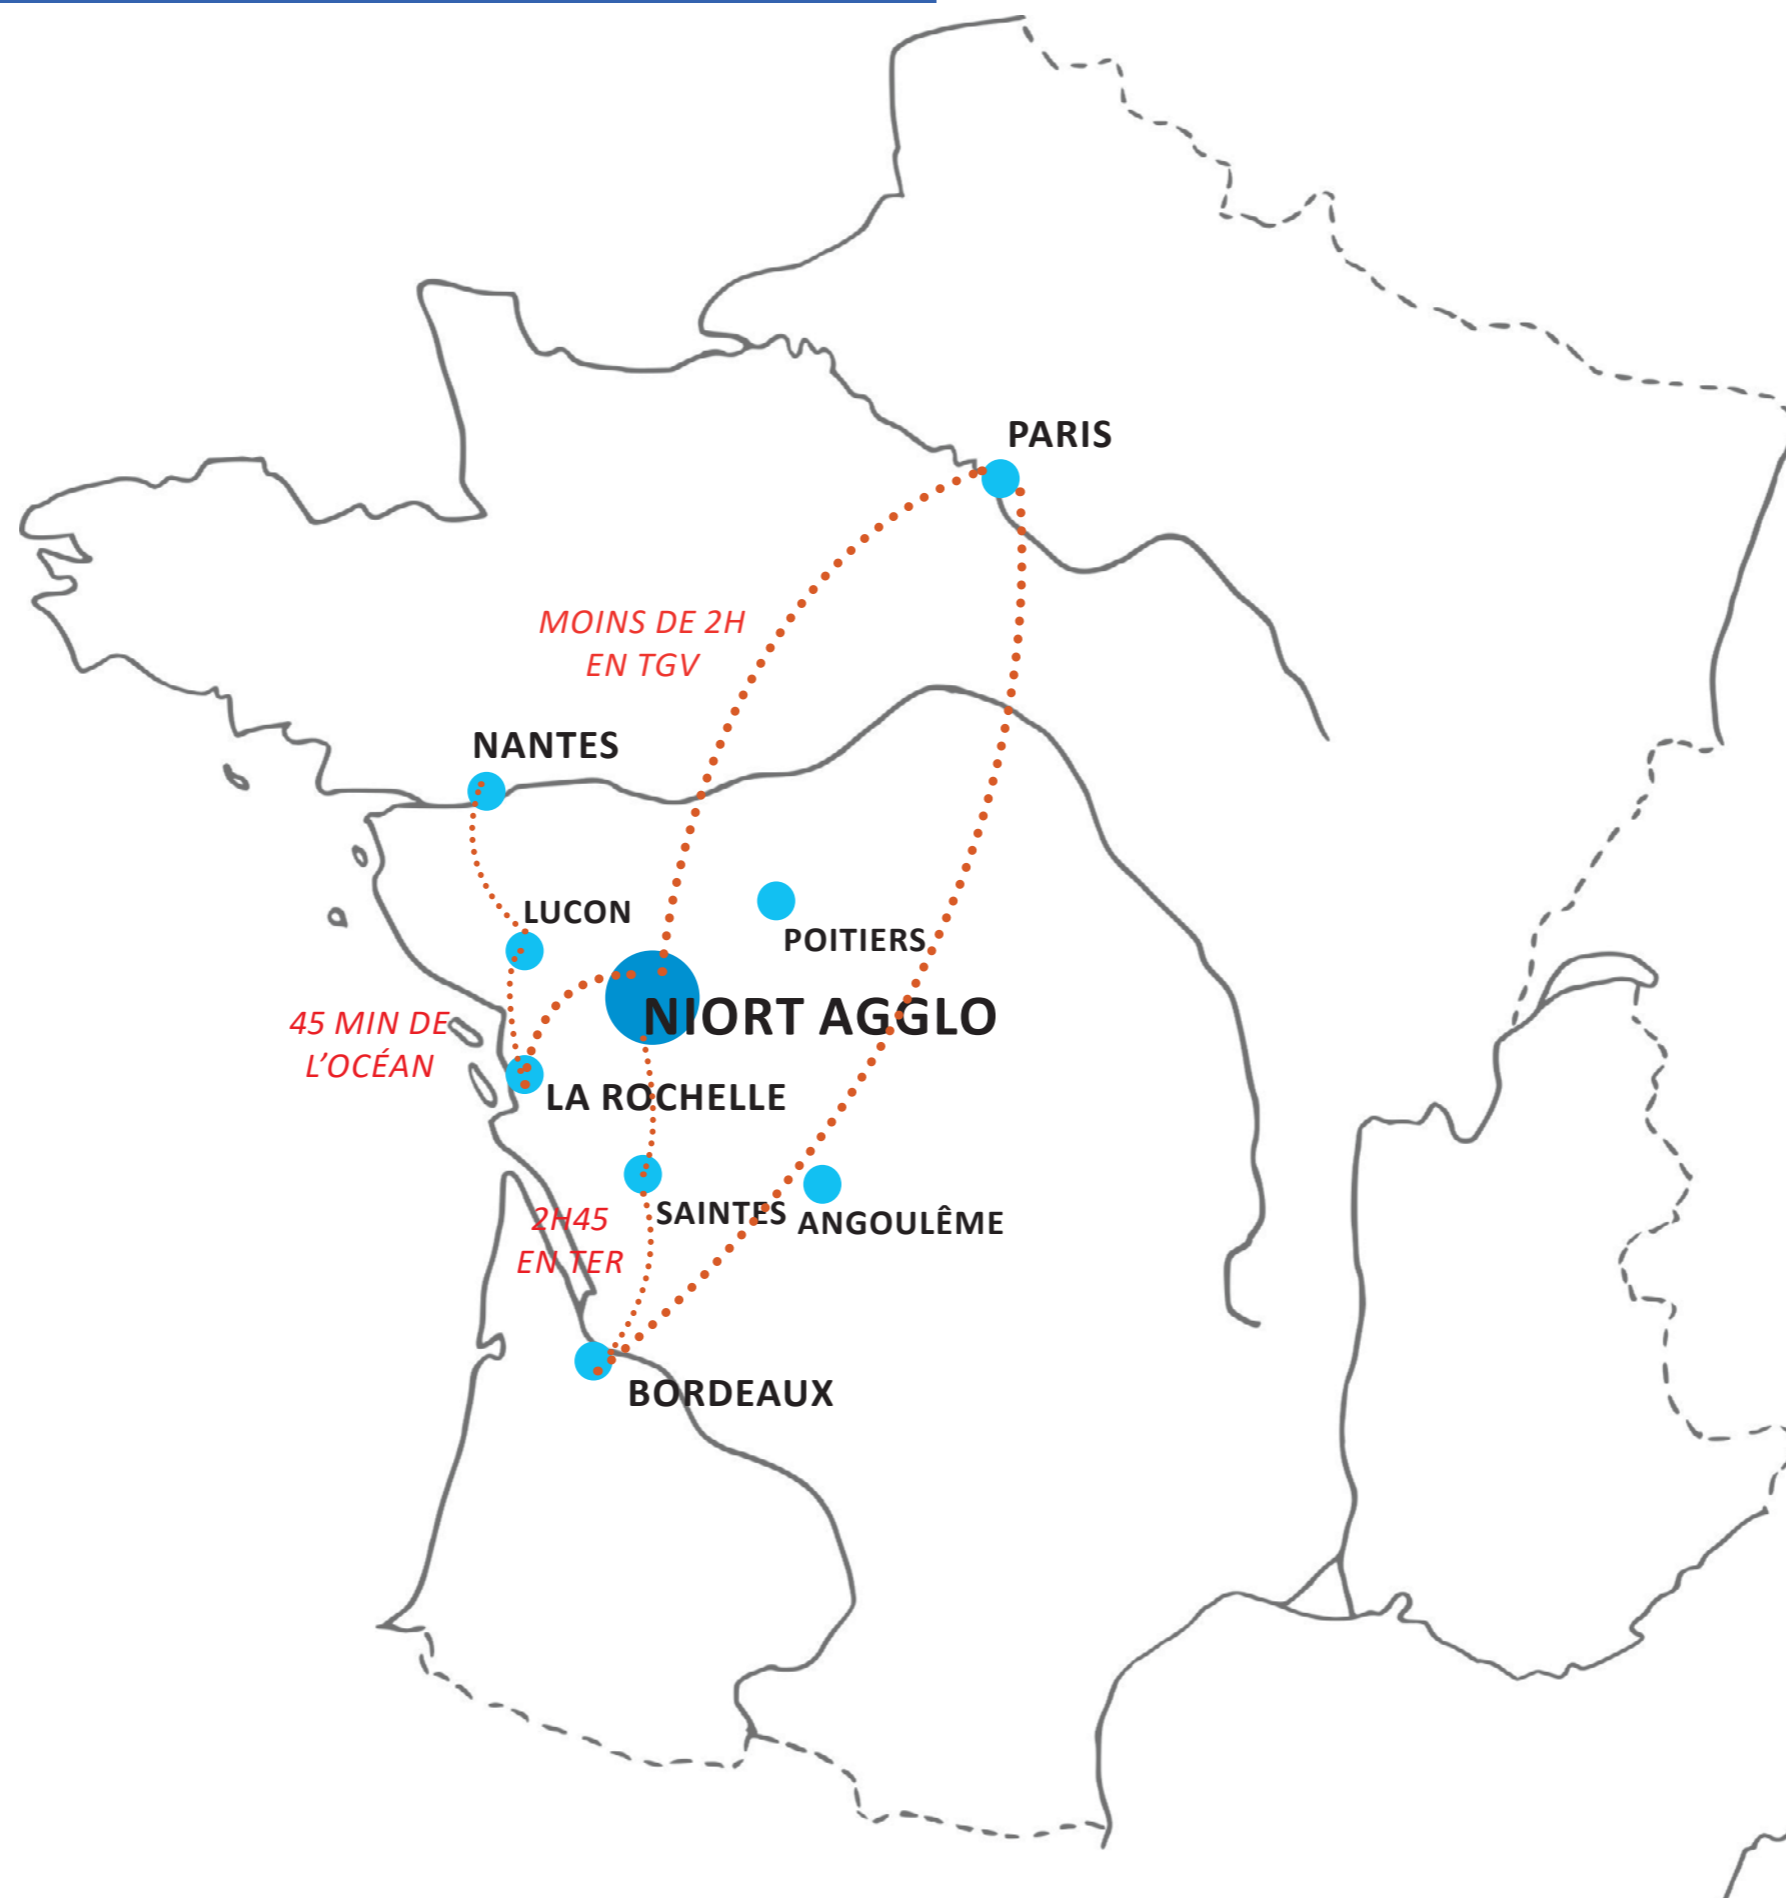 PARIS
MOINS DE 2H
EN TGV
NANTES
LUCON
POITIERS
NIORT AGGLO
45 MIN DE
L'OCÉAN
LA ROCHELLE
SAINTES
ANGOULÊME
2H45
EN TER
BORDEAUX